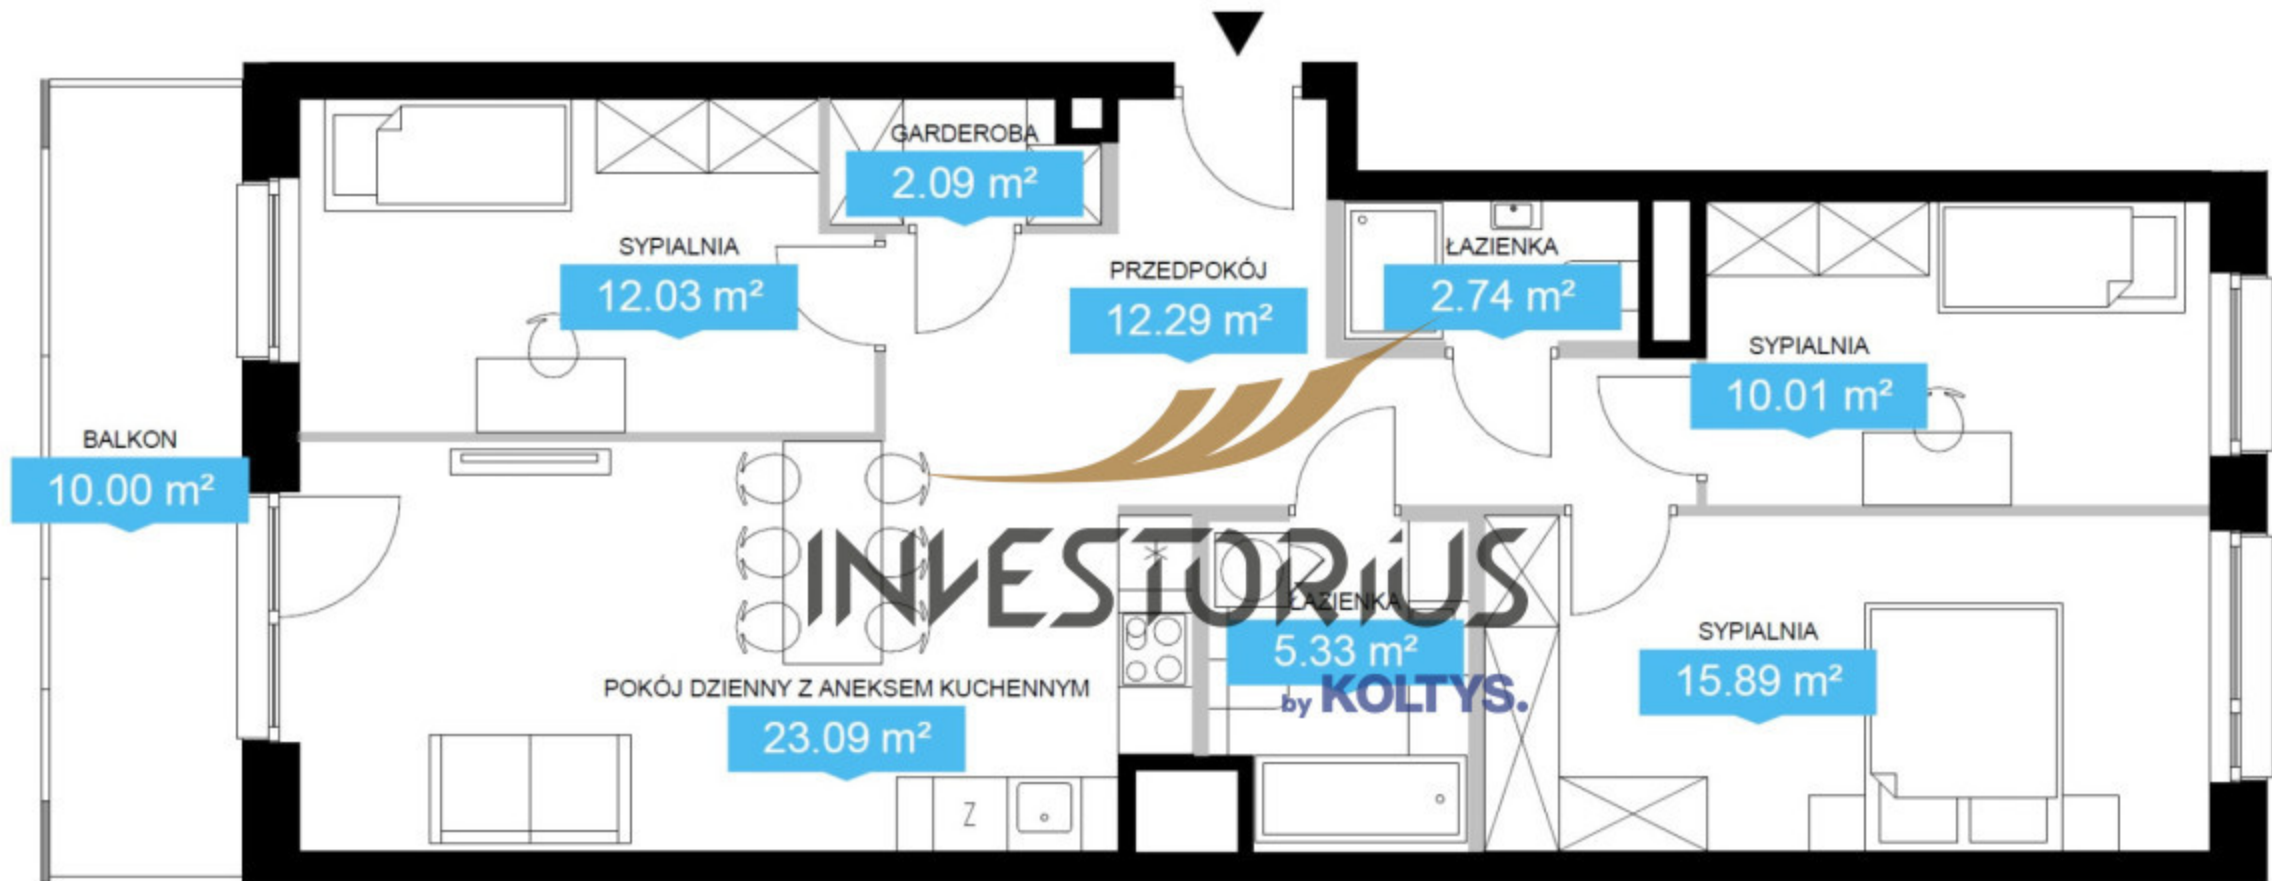 GARDEROBA
2.09 m²
SYPIALNIA
12.03 m²
PRZEDPOKÓJ
12.29 m²
ŁAZIENKA
2.74 m²
SYPIALNIA
10.01 m²
BALKON
10.00 m²
INVESTORiUS
ŁAZIENKA
5.33 m²
by KOLTYS.
SYPIALNIA
15.89 m²
POKÓJ DZIENNY Z ANEKSEM KUCHENNYM
23.09 m²
Z